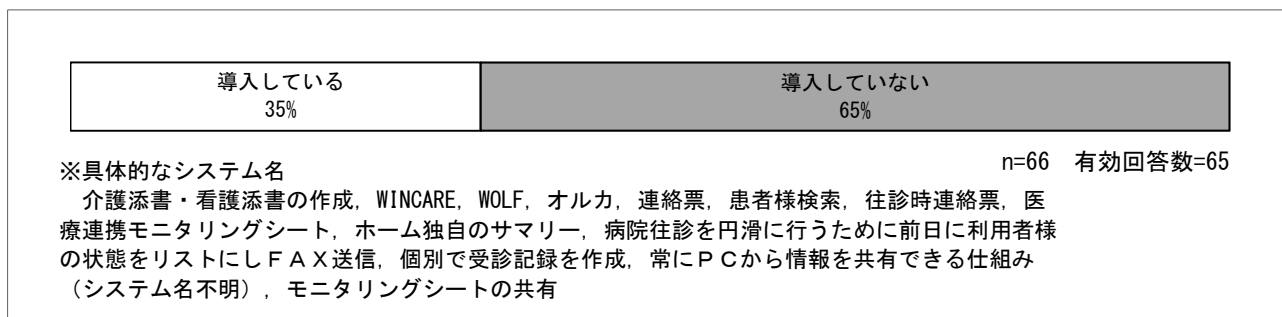 導入している
35%
導入していない
65%
n=66 有効回答数=65
※具体的なシステム名
介護添書・看護添書の作成, WINCARE, WOLF, オルカ, 連絡票, 患者様検索, 往診時連絡票, 医
療連携モニタリングシート, ホーム独自のサマリー, 病院往診を円滑に行うために前日に利用者様
の状態をリストにしＦＡＸ送信, 個別で受診記録を作成, 常にＰＣから情報を共有できる仕組み
（システム名不明）, モニタリングシートの共有